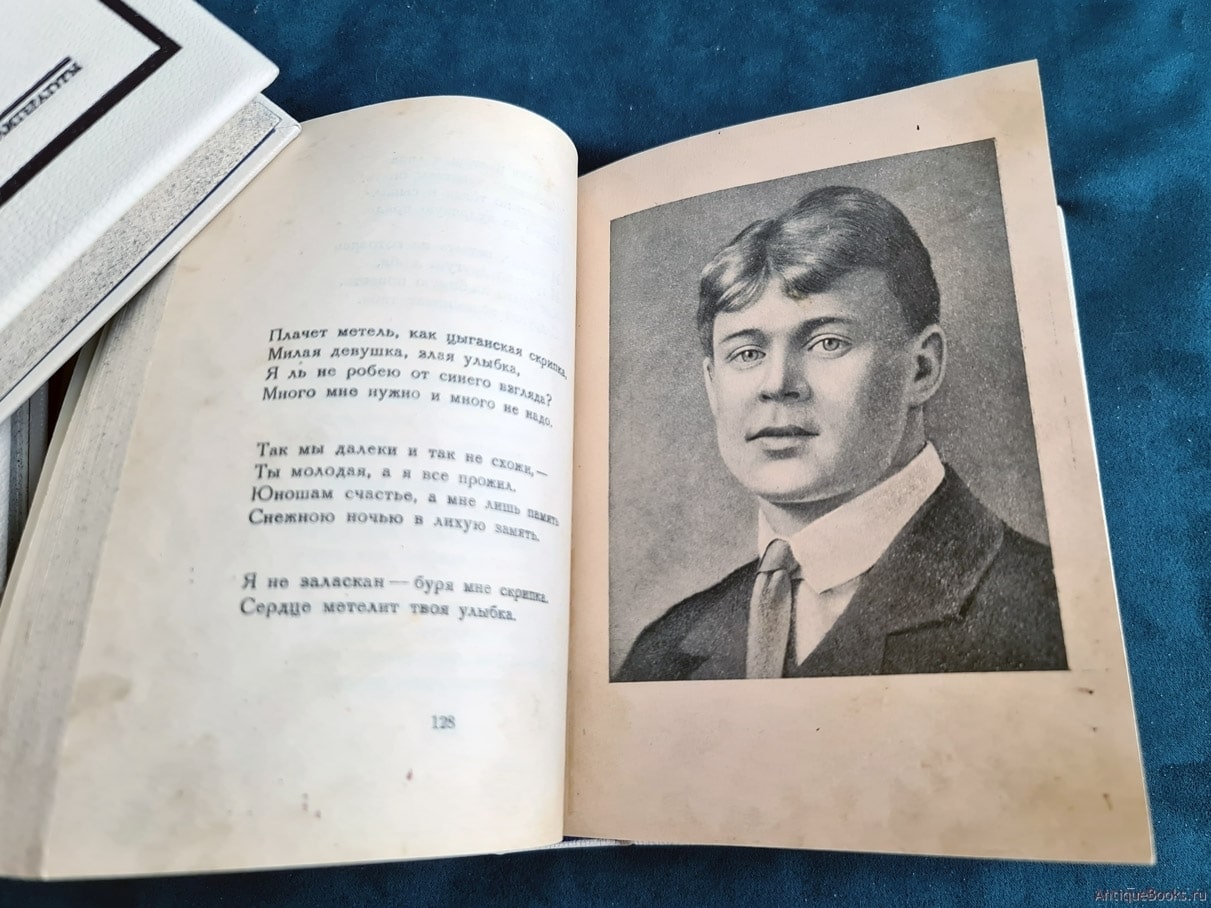 Плачет метель, как цыганская скрипка.
Милая девушка, злая улыбка,
Я ль не робею от синего взгляда?
Много мне нужно и много не надо.
Так мы далеки и так не схожи,—
Ты молодая, а я все прожил.
Юношам счастье, а мне лишь память
Снежною ночью в лихую замять.
Я не заласкан — буря мне скрипка.
Сердце метелит твоя улыбка.
128
AntiqueBooks.ru